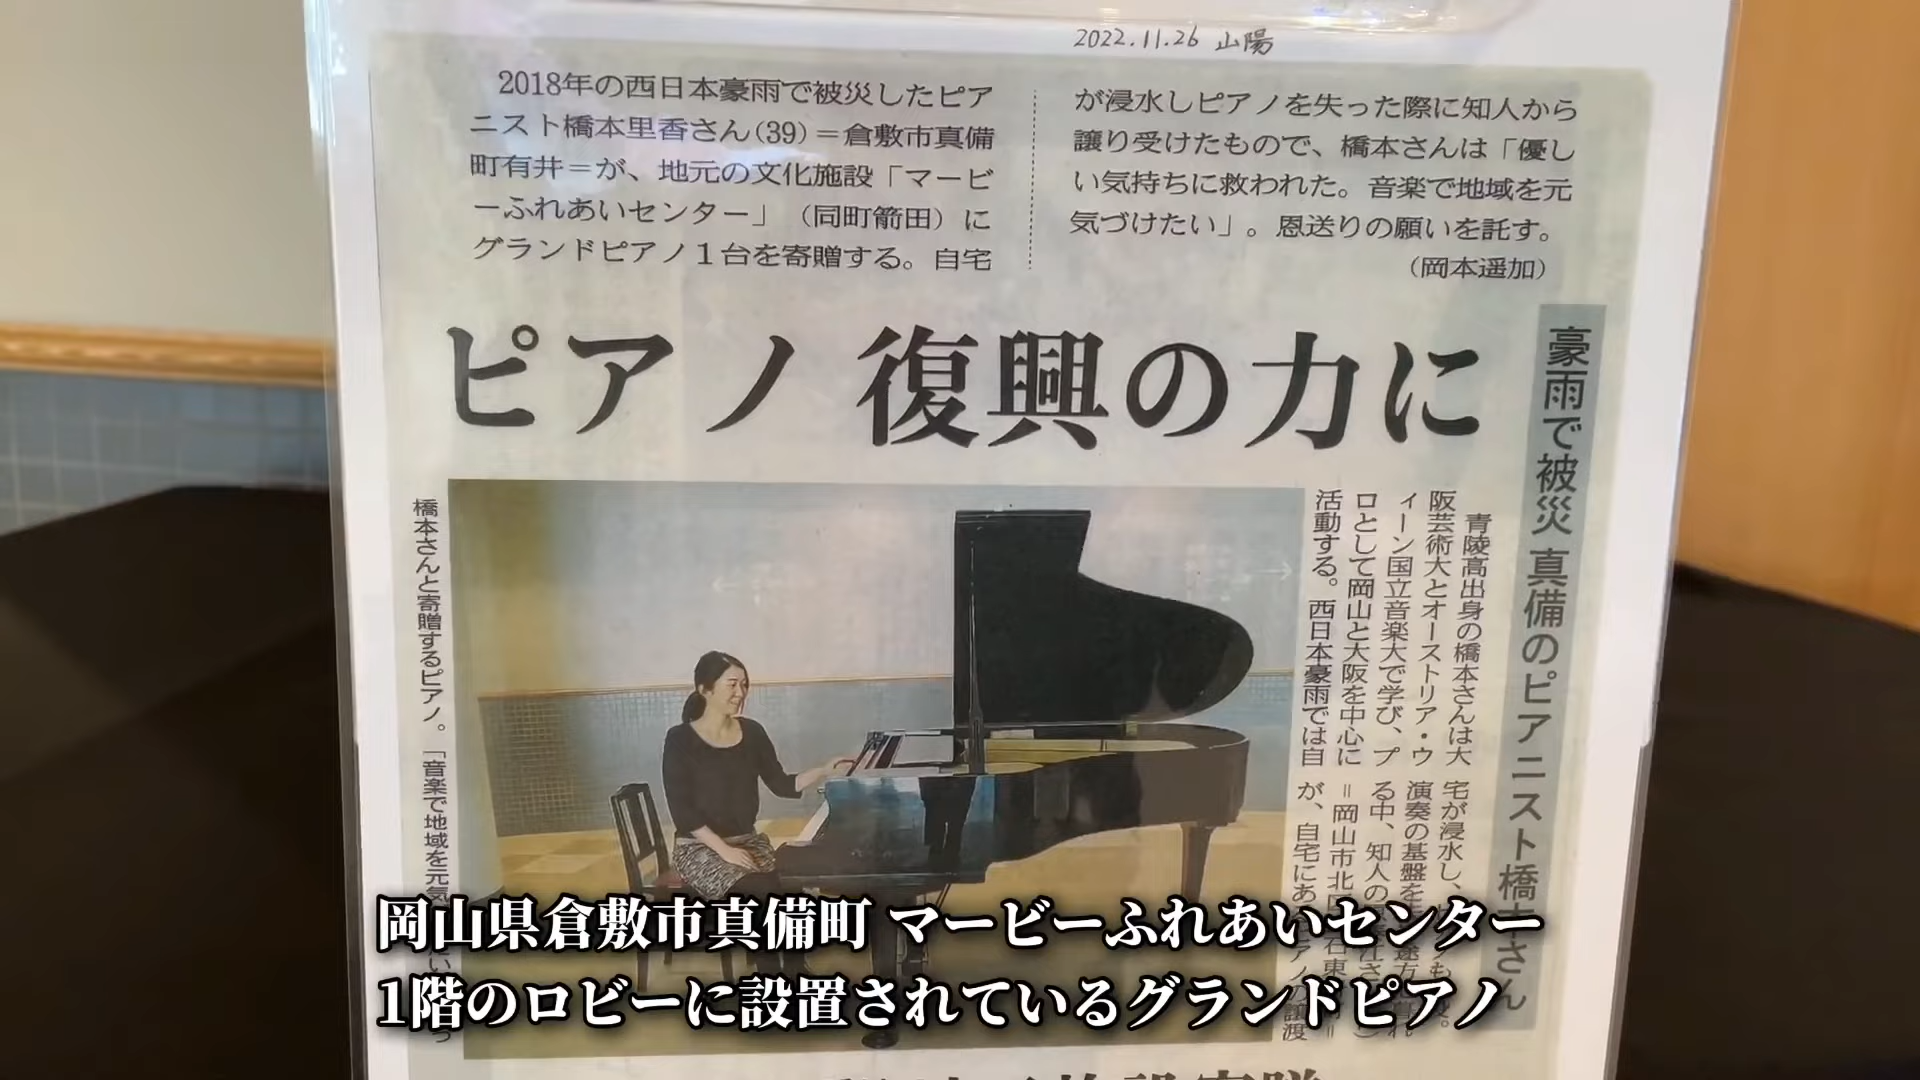 2022.11.26 山陽
2018年の西日本豪雨で被災したピア
ニスト橋本里香さん(39)＝倉敷市真備
町有井＝が、地元の文化施設「マービ
ーふれあいセンター」（同町箭田）に
グランドピアノ1台を寄贈する。自宅
が浸水しピアノを失った際に知人から
譲り受けたもので、橋本さんは「優し
い気持ちに救われた。音楽で地域を元
気づけたい」。恩送りの願いを託す。
（岡本遥加）
ピアノ 復興の力に
豪雨で被災 真備のピアニスト橋本さん
青陵高出身の橋本さんは大
阪芸術大とオーストリア・ウ
ィーン国立音楽大で学び、プ
ロとして岡山と大阪を中心に
活動する。西日本豪雨では自
宅が浸水し、
演奏の基盤を
る中、知人の
＝岡山市北区
が、自宅にあ
橋本さんと寄贈するピアノ。「音楽で地域を元気
岡山県倉敷市真備町 マービーふれあいセンター
1階のロビーに設置されているグランドピアノ